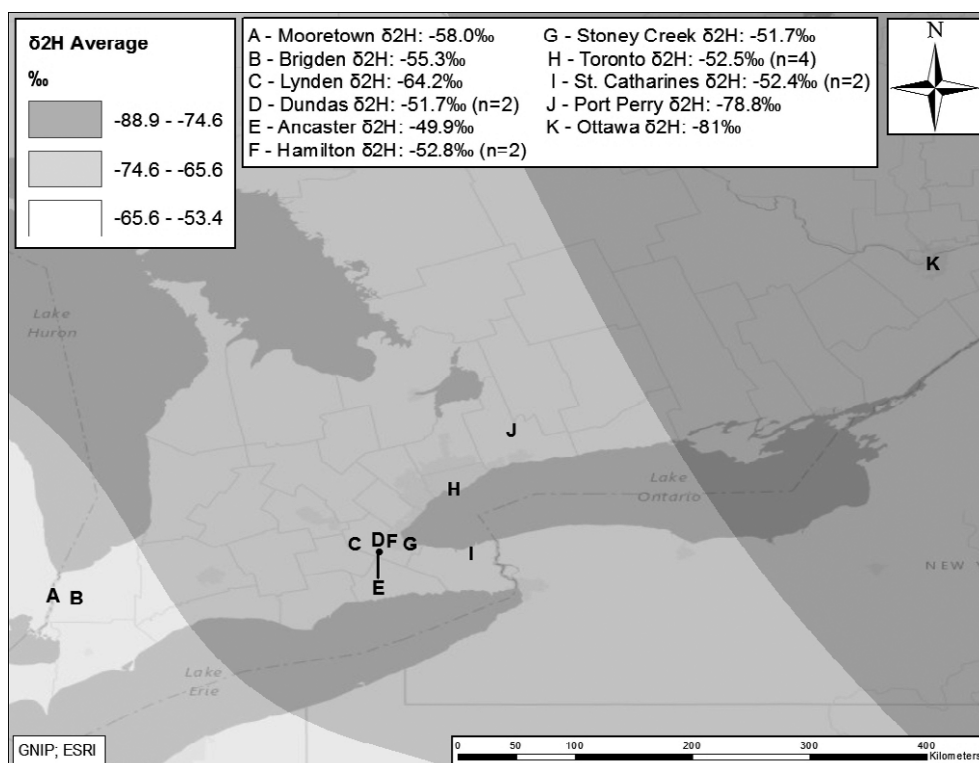 δ2H Average
‰
-88.9 - -74.6
-74.6 - -65.6
-65.6 - -53.4
A - Mooretown δ2H: -58.0‰
B - Brigden δ2H: -55.3‰
C - Lynden δ2H: -64.2‰
D - Dundas δ2H: -51.7‰ (n=2)
E - Ancaster δ2H: -49.9‰
F - Hamilton δ2H: -52.8‰ (n=2)
G - Stoney Creek δ2H: -51.7‰
H - Toronto δ2H: -52.5‰ (n=4)
I - St. Catharines δ2H: -52.4‰ (n=2)
J - Port Perry δ2H: -78.8‰
K - Ottawa δ2H: -81‰
N
K
Lake
Huron
J
H
Lake
Ontario
C D F G
I
E
A B
NEW Y
Lake
Erie
GNIP; ESRI
0 50 100 200 300 400
Kilometers